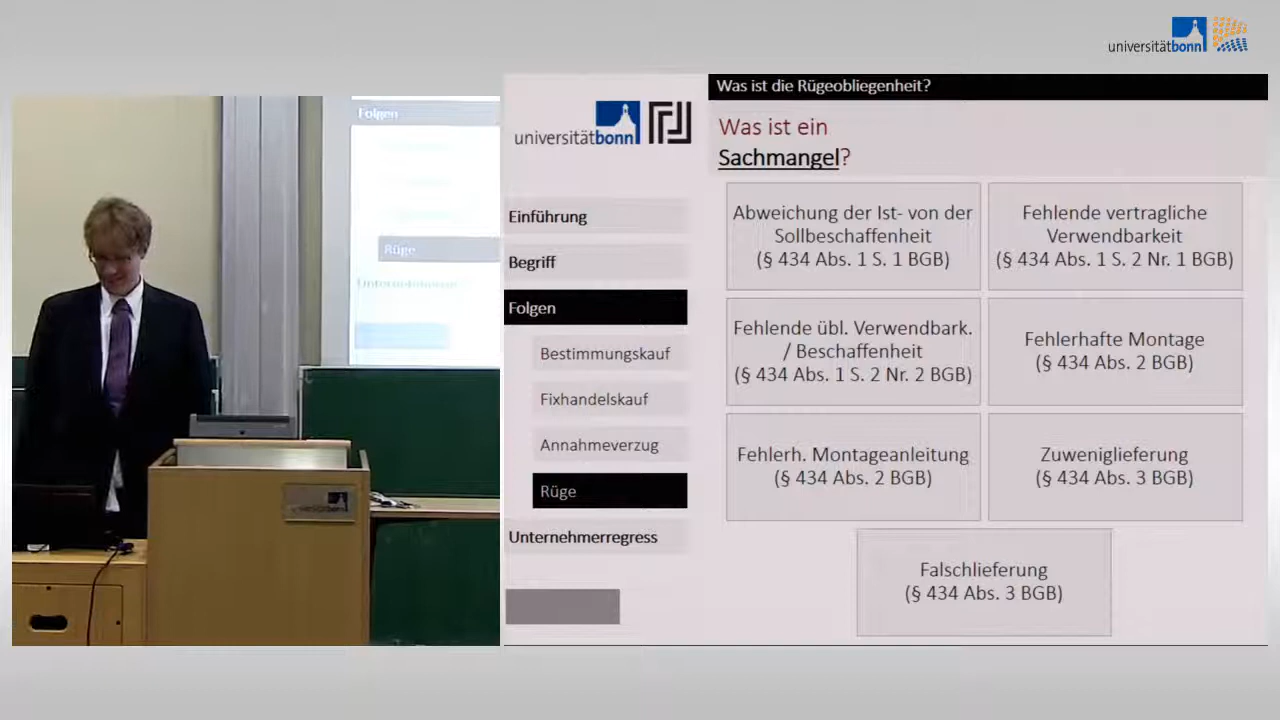 universitätbonn
Folgen
Rüge
universitätbonn
Einführung
Begriff
Folgen
Bestimmungskauf
Fixhandelskauf
Annahmeverzug
Rüge
Unternehmerregress
Was ist die Rügeobliegenheit?
Was ist ein
Sachmangel?
Abweichung der Ist- von der
Sollbeschaffenheit
(§ 434 Abs. 1 S. 1 BGB)
Fehlende vertragliche
Verwendbarkeit
(§ 434 Abs. 1 S. 2 Nr. 1 BGB)
Fehlende übl. Verwendbark.
/ Beschaffenheit
(§ 434 Abs. 1 S. 2 Nr. 2 BGB)
Fehlerhafte Montage
(§ 434 Abs. 2 BGB)
Fehlerh. Montageanleitung
(§ 434 Abs. 2 BGB)
Zuweniglieferung
(§ 434 Abs. 3 BGB)
Falschlieferung
(§ 434 Abs. 3 BGB)